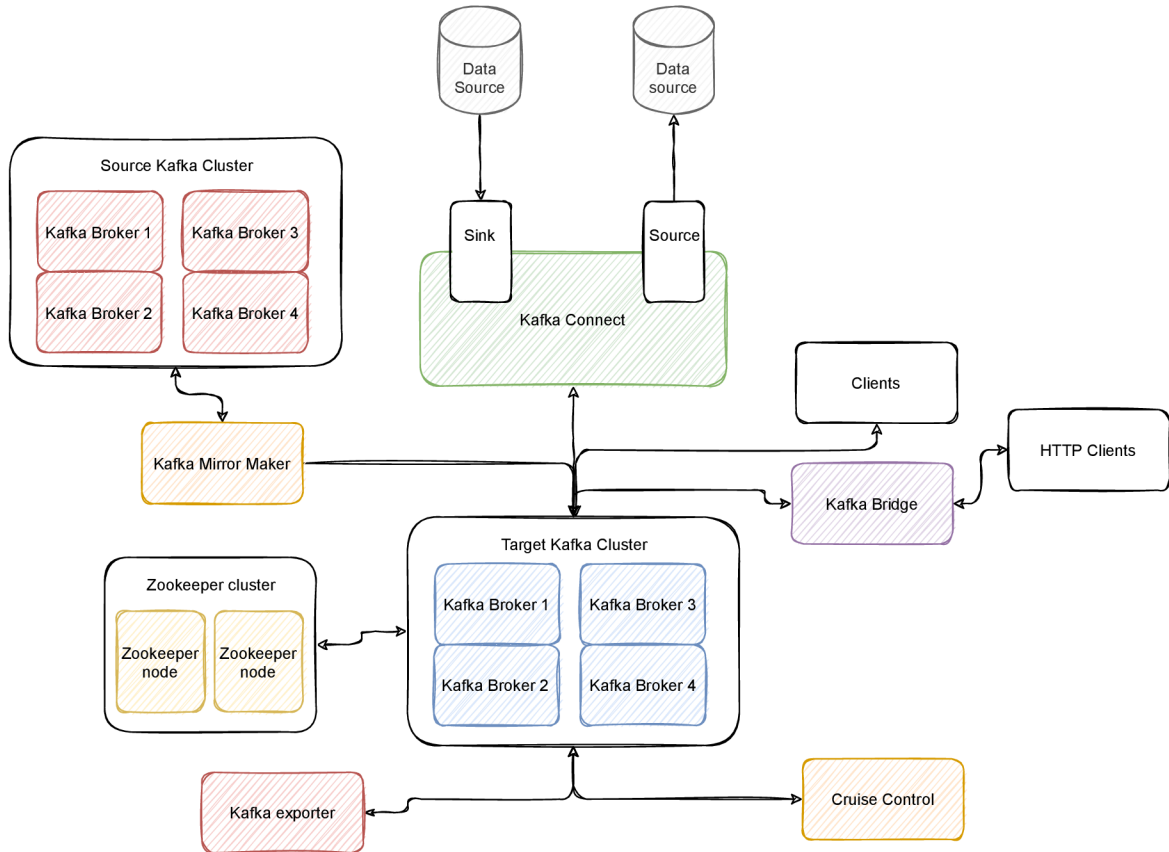 Data
Source
Data
source
Source Kafka Cluster
Kafka Broker 1
Kafka Broker 3
Kafka Broker 2
Kafka Broker 4
Sink
Source
Kafka Connect
Clients
HTTP Clients
Kafka Mirror Maker
Kafka Bridge
Target Kafka Cluster
Kafka Broker 1
Kafka Broker 3
Kafka Broker 2
Kafka Broker 4
Zookeeper cluster
Zookeeper
node
Zookeeper
node
Kafka exporter
Cruise Control